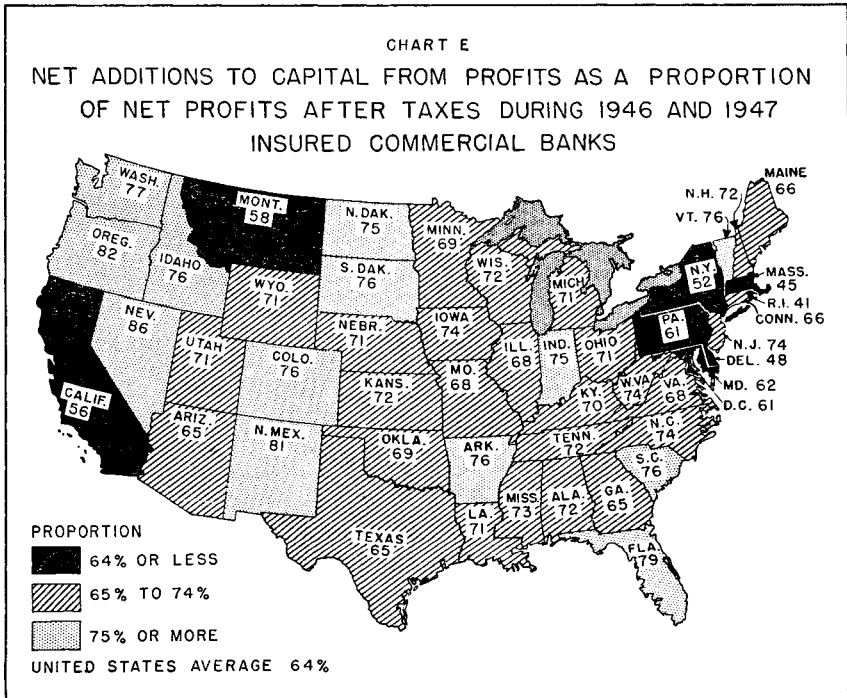 CHART E
NET ADDITIONS TO CAPITAL FROM PROFITS AS A PROPORTION
OF NET PROFITS AFTER TAXES DURING 1946 AND 1947
INSURED COMMERCIAL BANKS
WASH.
77
OREG.
82
IDAHO
76
MONT.
58
N. DAK.
75
S. DAK.
76
MINN.
69
WIS.
72
MICH.
71
N.H. 72
VT. 76
MAINE
66
N.Y.
52
MASS.
45
R.I. 41
CONN. 66
PA.
61
N.J. 74
DEL. 48
MD. 62
D.C. 61
NEV.
86
CALIF.
56
UTAH
71
WYO.
71
COLO.
76
NEBR.
71
IOWA
74
KANS.
72
MO.
68
ILL.
68
IND.
75
OHIO
71
KY.
70
W.VA
74
VA.
68
N.C.
74
TENN.
72
S.C.
76
ARIZ.
65
N. MEX.
81
OKLA.
69
ARK.
76
TEXAS
65
LA.
71
MISS.
73
ALA.
72
GA.
65
FLA.
79
PROPORTION
64% OR LESS
65% TO 74%
75% OR MORE
UNITED STATES AVERAGE 64%